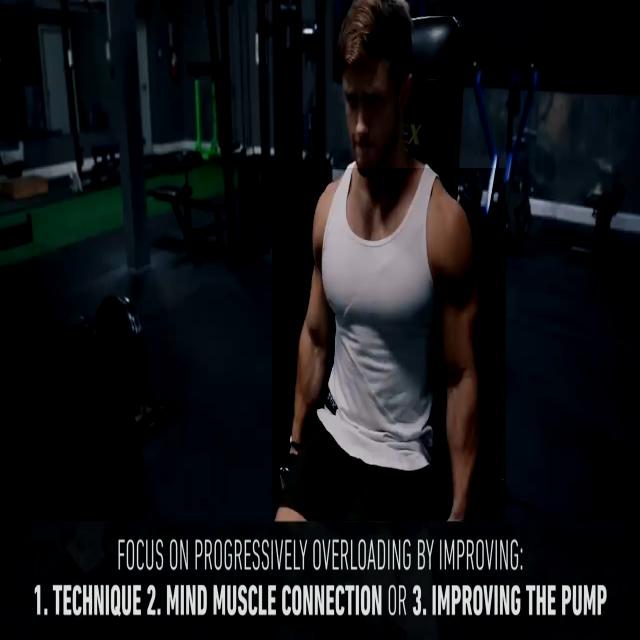 FOCUS ON PROGRESSIVELY OVERLOADING BY IMPROVING:
1. TECHNIQUE 2. MIND MUSCLE CONNECTION OR 3. IMPROVING THE PUMP